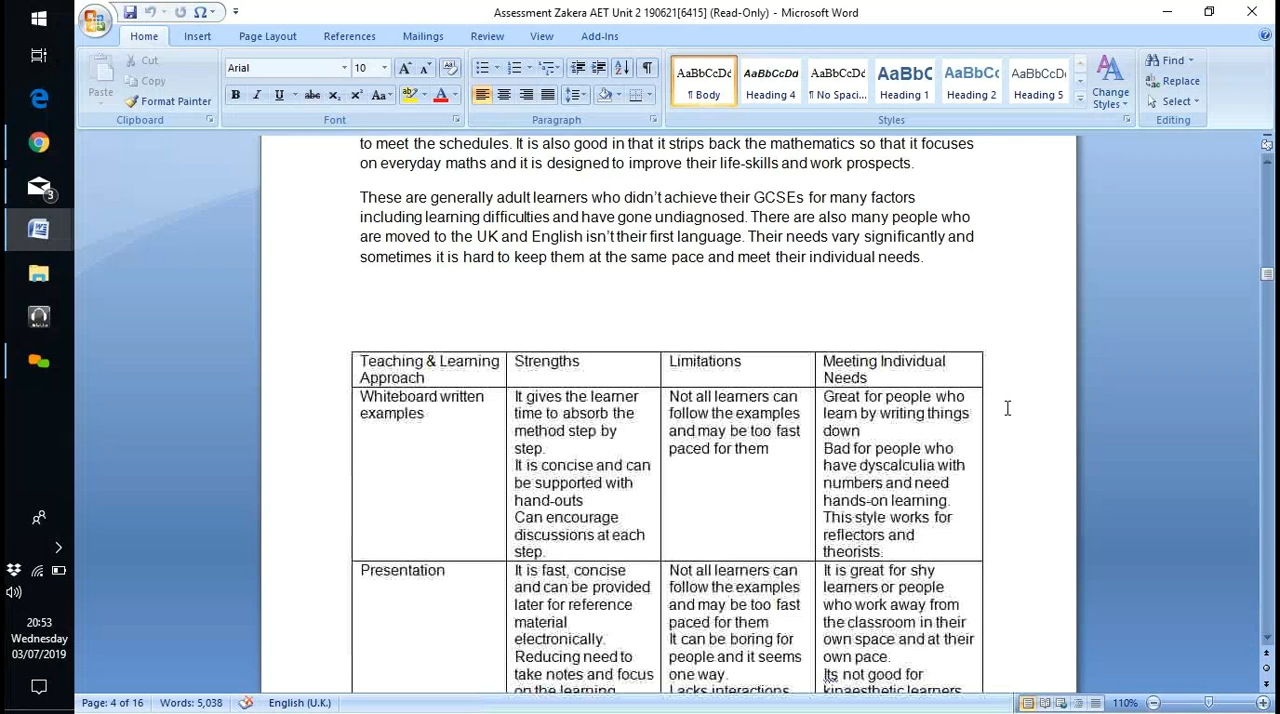 Assessment Zakera AET Unit 2 190621[6415] (Read-Only) - Microsoft Word
Home Insert Page Layout References Mailings Review View Add-Ins
Cut
Copy
Format Painter
Paste
Clipboard
Arial 10
Font
Paragraph
AaBbCcDd AaBbCcDd AaBbCcDd AaBbC AaBbCc AaBbCcDd
¶ Body Heading 4 ¶ No Spaci... Heading 1 Heading 2 Heading 5
Change
Styles
Styles
Find
Replace
Select
Editing
to meet the schedules. It is also good in that it strips back the mathematics so that it focuses
on everyday maths and it is designed to improve their life-skills and work prospects.
These are generally adult learners who didn't achieve their GCSEs for many factors
including learning difficulties and have gone undiagnosed. There are also many people who
are moved to the UK and English isn't their first language. Their needs vary significantly and
sometimes it is hard to keep them at the same pace and meet their individual needs.
Teaching & Learning
Approach
Strengths
Limitations
Meeting Individual
Needs
Whiteboard written
examples
It gives the learner
time to absorb the
method step by
step.
It is concise and can
be supported with
hand-outs
Can encourage
discussions at each
step.
Not all learners can
follow the examples
and may be too fast
paced for them
Great for people who
learn by writing things
down
Bad for people who
have dyscalculia with
numbers and need
hands-on learning.
This style works for
reflectors and
theorists.
Presentation
It is fast, concise
and can be provided
later for reference
material
electronically.
Reducing need to
take notes and focus
on the learning
Not all learners can
follow the examples
and may be too fast
paced for them
It can be boring for
people and it seems
one way.
Lacks interactions
It is great for shy
learners or people
who work away from
the classroom in their
own space and at their
own pace.
Its not good for
kinaesthetic learners
3
20:53
Wednesday
03/07/2019
Page: 4 of 16 Words: 5,038 English (U.K.) 110%